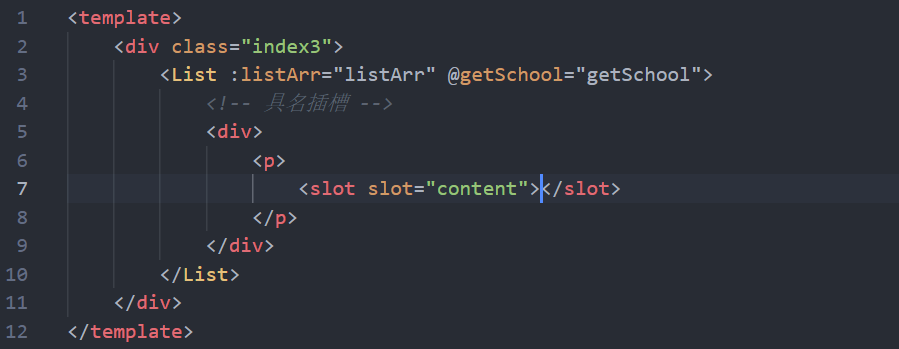 1 <template>
2 <div class="index3">
3 <List :listArr="listArr" @getSchool="getSchool">
4 <!-- 具名插槽 -->
5 <div>
6 <p>
7 <slot slot="content"></slot>
8 </p>
9 </div>
10 </List>
11 </div>
12 </template>